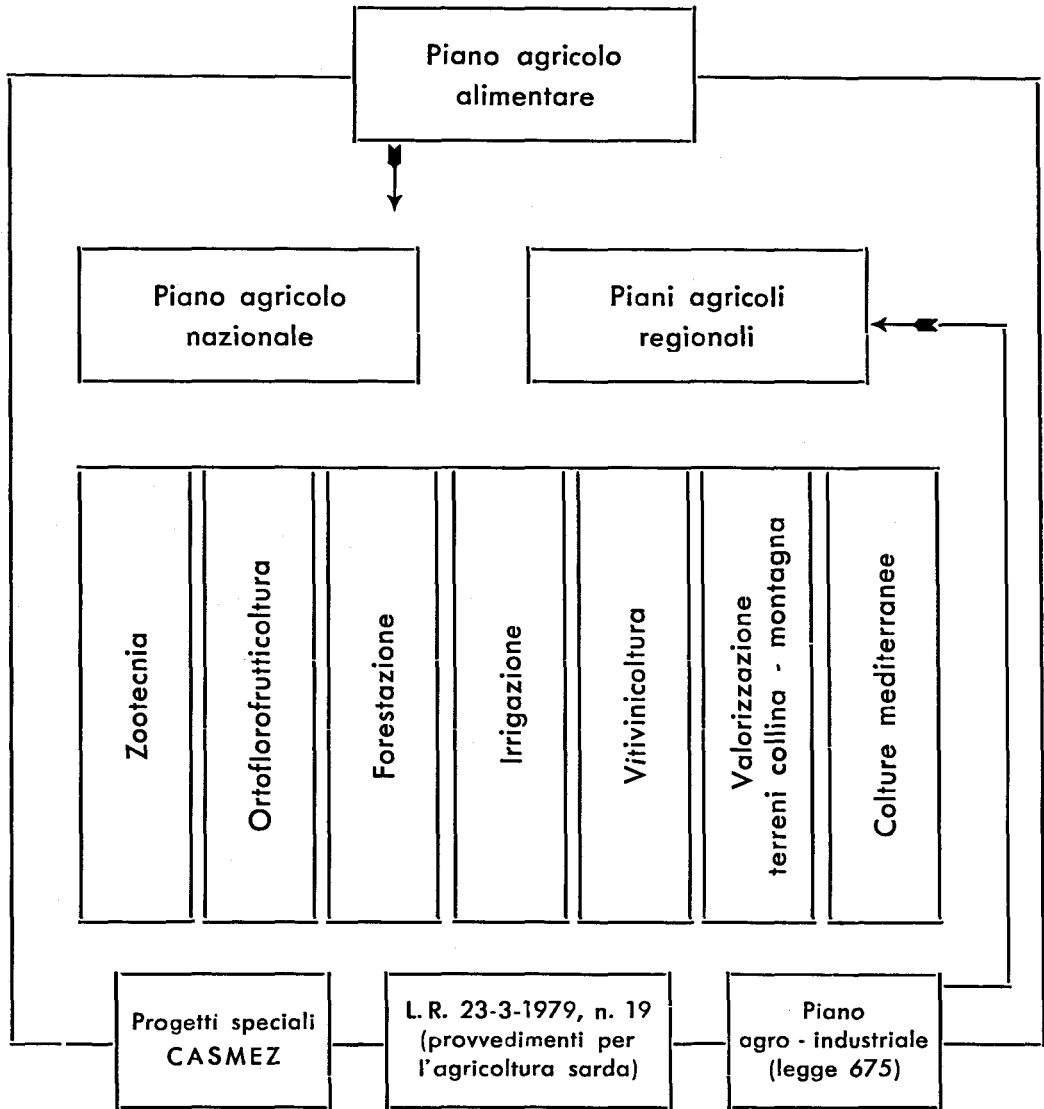 Piano agricolo
alimentare
Piano agricolo
nazionale
Piani agricoli
regionali
Zootecnia
Ortoflorofrutticoltura
Forestazione
Irrigazione
Vitivinicoltura
Valorizzazione
terreni collina - montagna
Colture mediterranee
Progetti speciali
CASMEZ
L. R. 23-3-1979, n. 19
(provvedimenti per
l'agricoltura sarda)
Piano
agro - industriale
(legge 675)